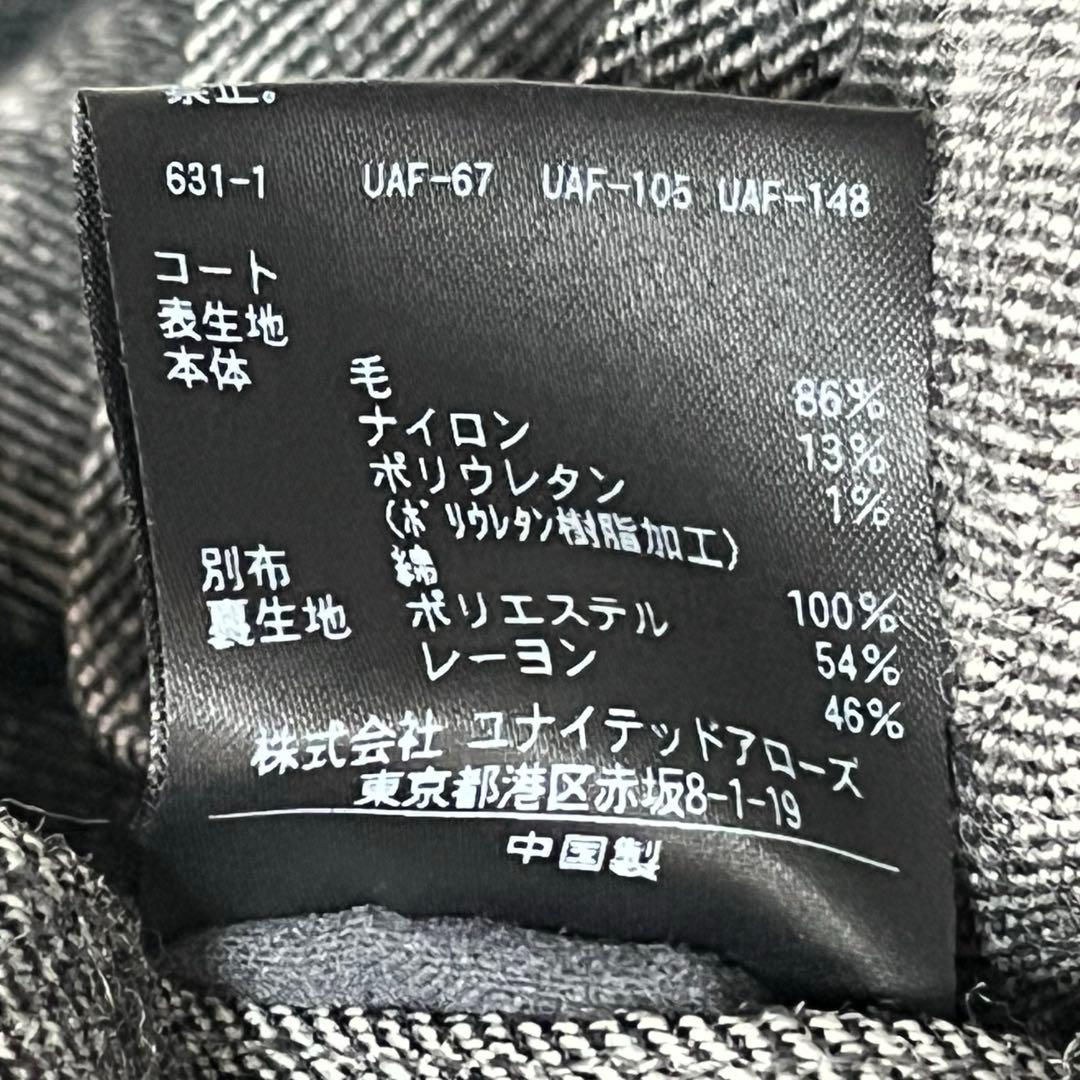 禁止。
631-1 UAF-67 UAF-105 UAF-148
コート
表生地
本体 毛 86%
ナイロン 13%
ポリウレタン 1%
(ポリウレタン樹脂加工)
別布 綿 100%
裏生地 ポリエステル 54%
レーヨン 46%
株式会社 ユナイテッドアローズ
東京都港区赤坂8-1-19
中国製